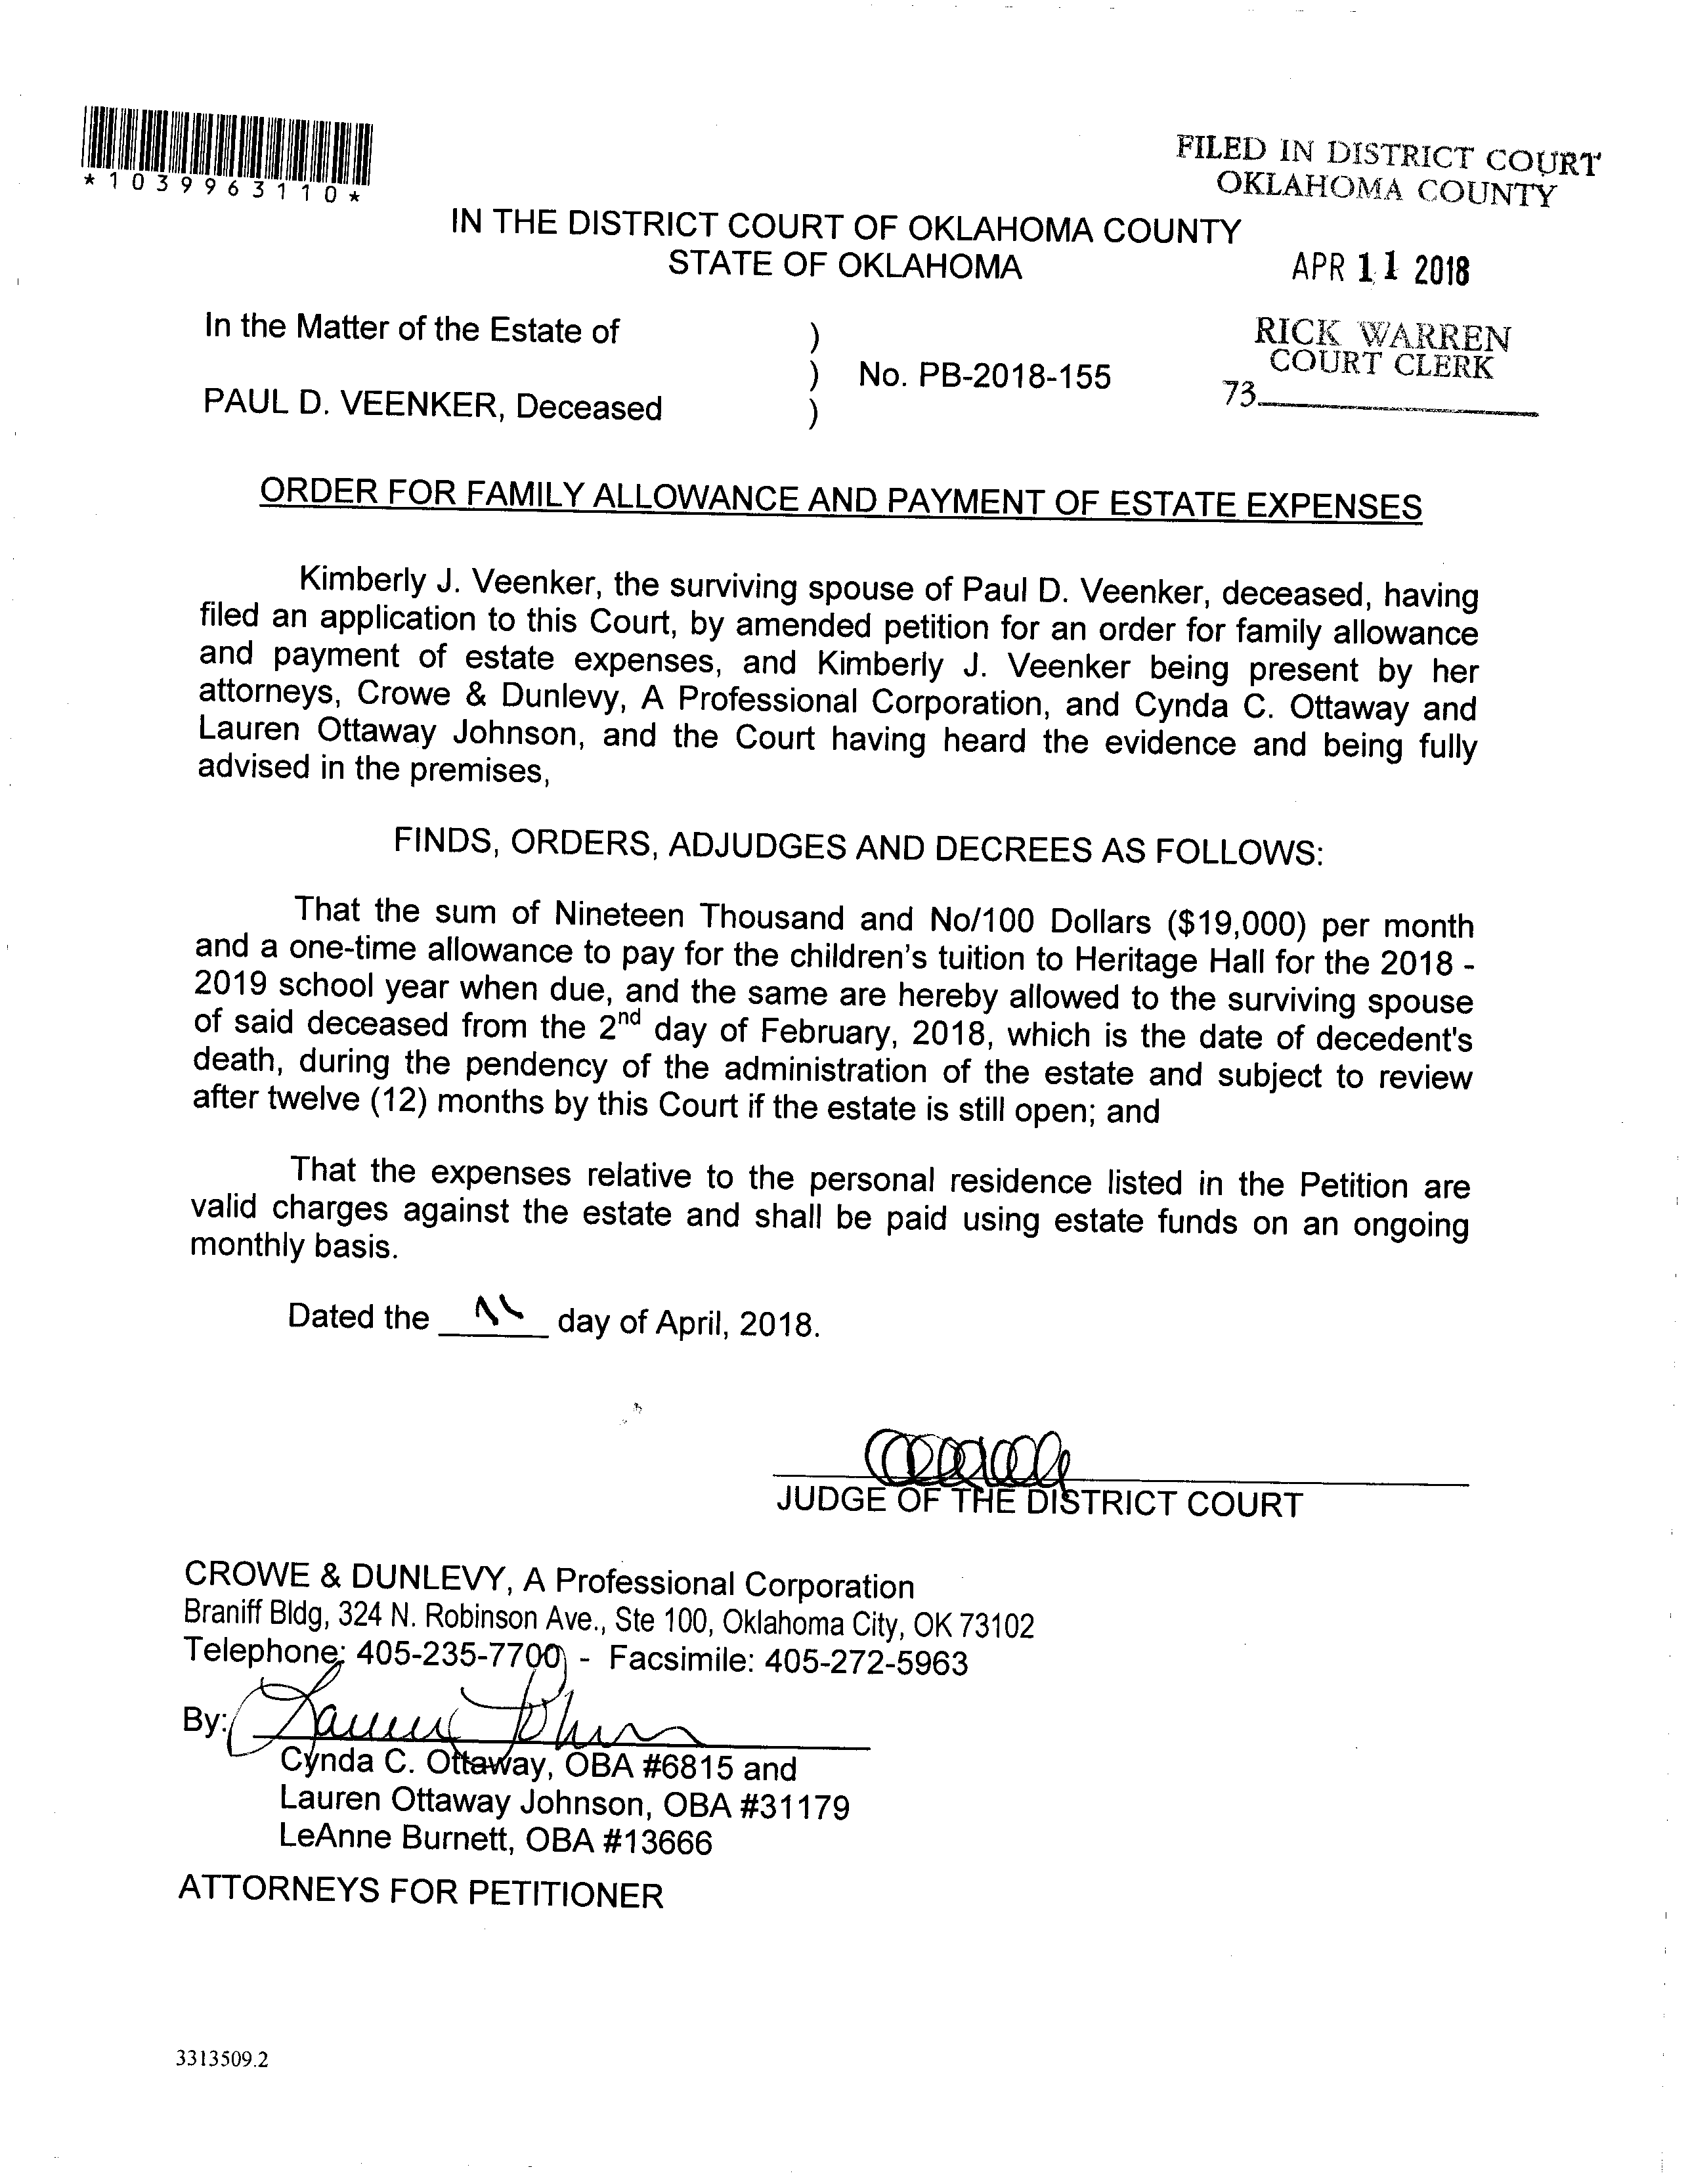 *1039963110*
FILED IN DISTRICT COURT
OKLAHOMA COUNTY
IN THE DISTRICT COURT OF OKLAHOMA COUNTY
STATE OF OKLAHOMA
APR 11 2018
In the Matter of the Estate of )
) No. PB-2018-155
PAUL D. VEENKER, Deceased )
RICK WARREN
COURT CLERK
73
ORDER FOR FAMILY ALLOWANCE AND PAYMENT OF ESTATE EXPENSES
Kimberly J. Veenker, the surviving spouse of Paul D. Veenker, deceased, having
filed an application to this Court, by amended petition for an order for family allowance
and payment of estate expenses, and Kimberly J. Veenker being present by her
attorneys, Crowe & Dunlevy, A Professional Corporation, and Cynda C. Ottaway and
Lauren Ottaway Johnson, and the Court having heard the evidence and being fully
advised in the premises,
FINDS, ORDERS, ADJUDGES AND DECREES AS FOLLOWS:
That the sum of Nineteen Thousand and No/100 Dollars ($19,000) per month
and a one-time allowance to pay for the children's tuition to Heritage Hall for the 2018 -
2019 school year when due, and the same are hereby allowed to the surviving spouse
of said deceased from the 2nd day of February, 2018, which is the date of decedent's
death, during the pendency of the administration of the estate and subject to review
after twelve (12) months by this Court if the estate is still open; and
That the expenses relative to the personal residence listed in the Petition are
valid charges against the estate and shall be paid using estate funds on an ongoing
monthly basis.
Dated the 11 day of April, 2018.
JUDGE OF THE DISTRICT COURT
CROWE & DUNLEVY, A Professional Corporation
Braniff Bldg, 324 N. Robinson Ave., Ste 100, Oklahoma City, OK 73102
Telephone: 405-235-7700 - Facsimile: 405-272-5963
By: Lauren Johnson
Cynda C. Ottaway, OBA #6815 and
Lauren Ottaway Johnson, OBA #31179
LeAnne Burnett, OBA #13666
ATTORNEYS FOR PETITIONER
3313509.2